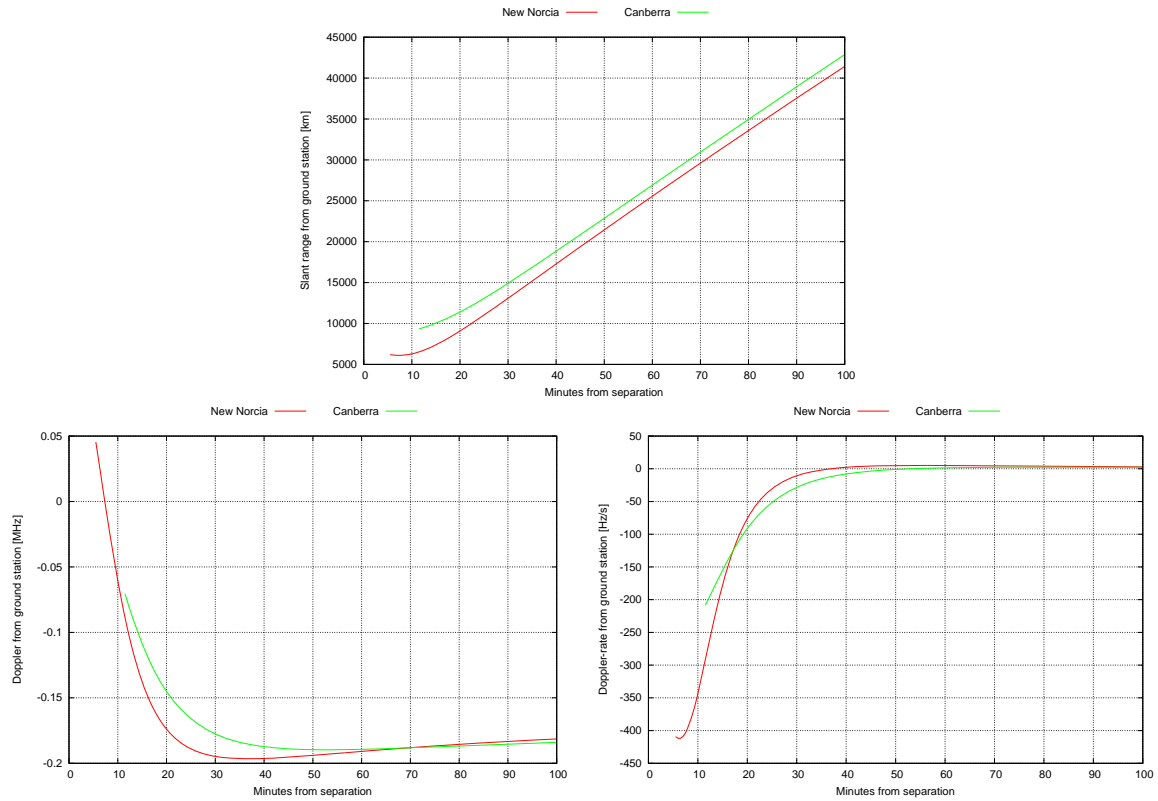 New Norcia Canberra
Slant range from ground station [km]
45000
40000
35000
30000
25000
20000
15000
10000
5000
0 10 20 30 40 50 60 70 80 90 100
Minutes from separation
New Norcia Canberra
Doppler from ground station [MHz]
0.05
0
-0.05
-0.1
-0.15
-0.2
0 10 20 30 40 50 60 70 80 90 100
Minutes from separation
New Norcia Canberra
Doppler-rate from ground station [Hz/s]
50
0
-50
-100
-150
-200
-250
-300
-350
-400
-450
0 10 20 30 40 50 60 70 80 90 100
Minutes from separation